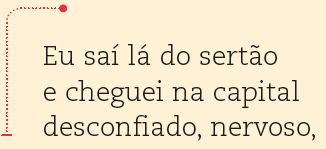 Eu saí lá do sertão
e cheguei na capital
desconfiado, nervoso,